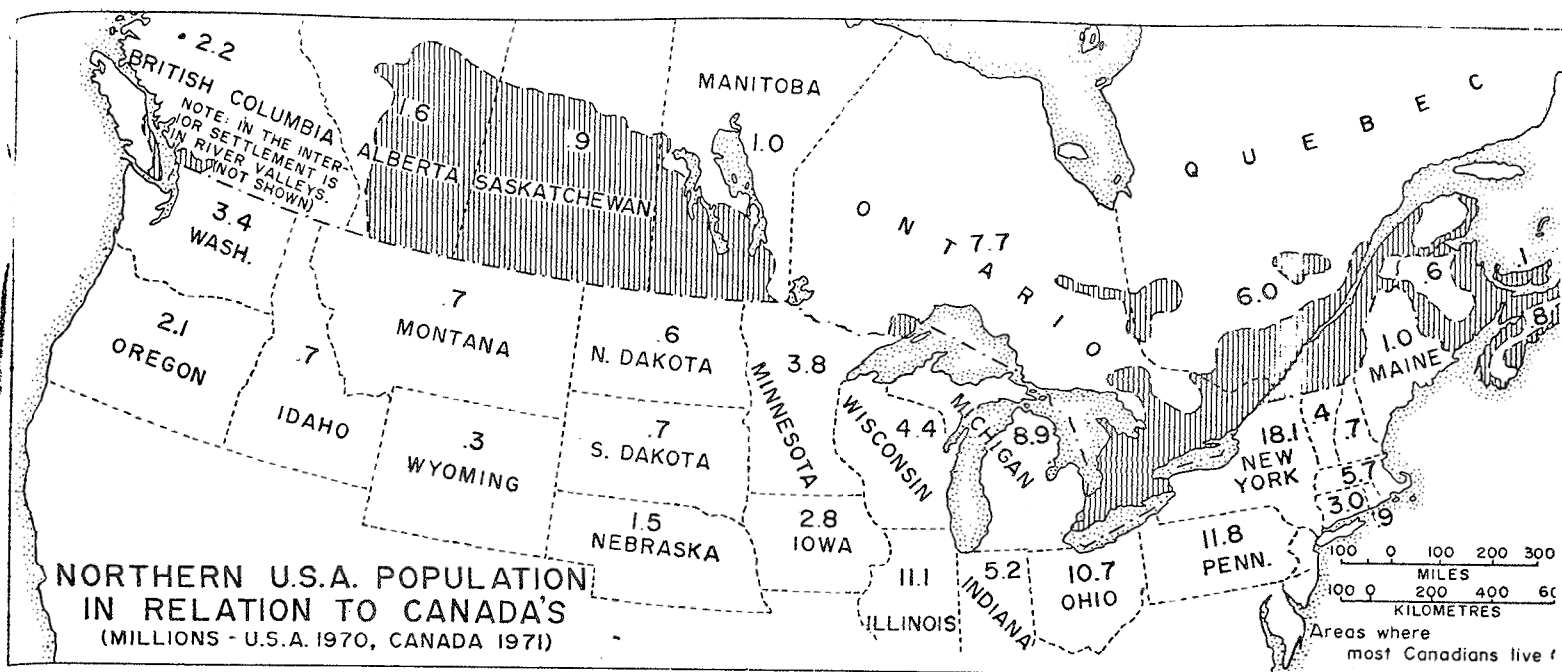 2.2
BRITISH COLUMBIA
NOTE: IN THE INTER-
IOR SETTLEMENT IS
IN RIVER VALLEYS.
(NOT SHOWN)
1.6
ALBERTA
.9
SASKATCHEWAN
MANITOBA
1.0
ONTARIO
7.7
QUEBEC
6.0
.6
.1
.8
3.4
WASH.
2.1
OREGON
.7
IDAHO
.7
MONTANA
.3
WYOMING
.6
N. DAKOTA
.7
S. DAKOTA
1.5
NEBRASKA
3.8
MINNESOTA
2.8
IOWA
4.4
WISCONSIN
8.9
MICHIGAN
11.1
ILLINOIS
5.2
INDIANA
10.7
OHIO
11.8
PENN.
18.1
NEW
YORK
.4
.7
1.0
MAINE
5.7
3.0
.9
100 0 100 200 300
MILES
100 0 200 400
KILOMETRES
Areas where
most Canadians live
NORTHERN U.S.A. POPULATION
IN RELATION TO CANADA'S
(MILLIONS - U.S.A. 1970, CANADA 1971)